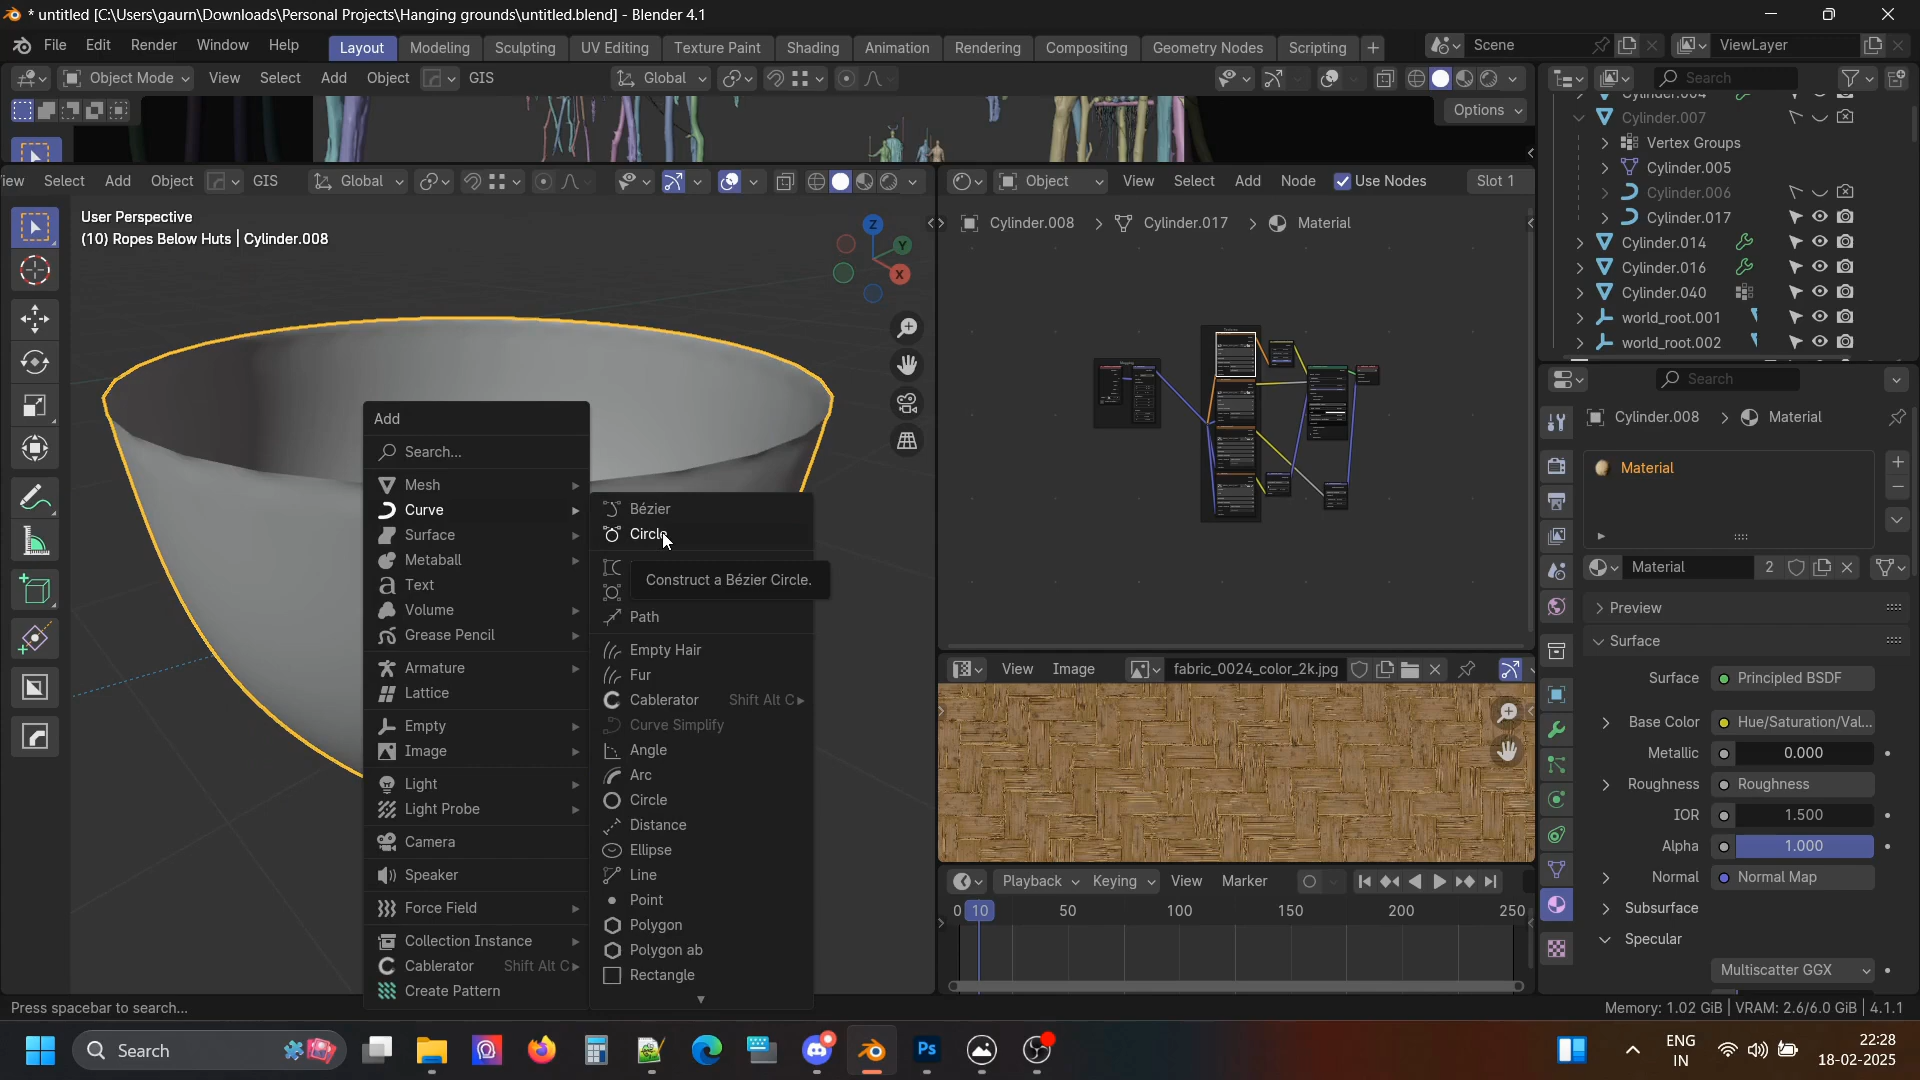 * untitled [C:\Users\gaurn\Downloads\Personal Projects\Hanging grounds\untitled.blend] - Blender 4.1
File Edit Render Window Help Layout Modeling Sculpting UV Editing Texture Paint Shading Animation Rendering Compositing Geometry Nodes Scripting + Scene ViewLayer
Object Mode View Select Add Object GIS Global Search
Options
Cylinder.007
Vertex Groups
Cylinder.005
Cylinder.006
Cylinder.017
Cylinder.014
Cylinder.016
Cylinder.040
world_root.001
world_root.002
iew Select Add Object GIS Global
User Perspective
(10) Ropes Below Huts | Cylinder.008
Z
Y
X
Object View Select Add Node Use Nodes Slot 1
Cylinder.008 > Cylinder.017 > Material
Add
Search...
Mesh
Curve
Surface
Metaball
Text
Volume
Grease Pencil
Armature
Lattice
Empty
Image
Light
Light Probe
Camera
Speaker
Force Field
Collection Instance
Cablerator Shift Alt C
Create Pattern
Bézier
Circle
Construct a Bézier Circle.
Path
Empty Hair
Fur
Cablerator Shift Alt C
Curve Simplify
Angle
Arc
Circle
Distance
Ellipse
Line
Point
Polygon
Polygon ab
Rectangle
View Image fabric_0024_color_2k.jpg
Playback Keying View Marker
0 10 50 100 150 200 250
Search
Cylinder.008 > Material
Material
Material 2
Preview
Surface
Surface Principled BSDF
Base Color Hue/Saturation/Val...
Metallic 0.000
Roughness Roughness
IOR 1.500
Alpha 1.000
Normal Normal Map
Subsurface
Specular
Multiscatter GGX
Press spacebar to search...
Memory: 1.02 GiB | VRAM: 2.6/6.0 GiB | 4.1.1
Search
Ps
ENG
IN
22:28
18-02-2025